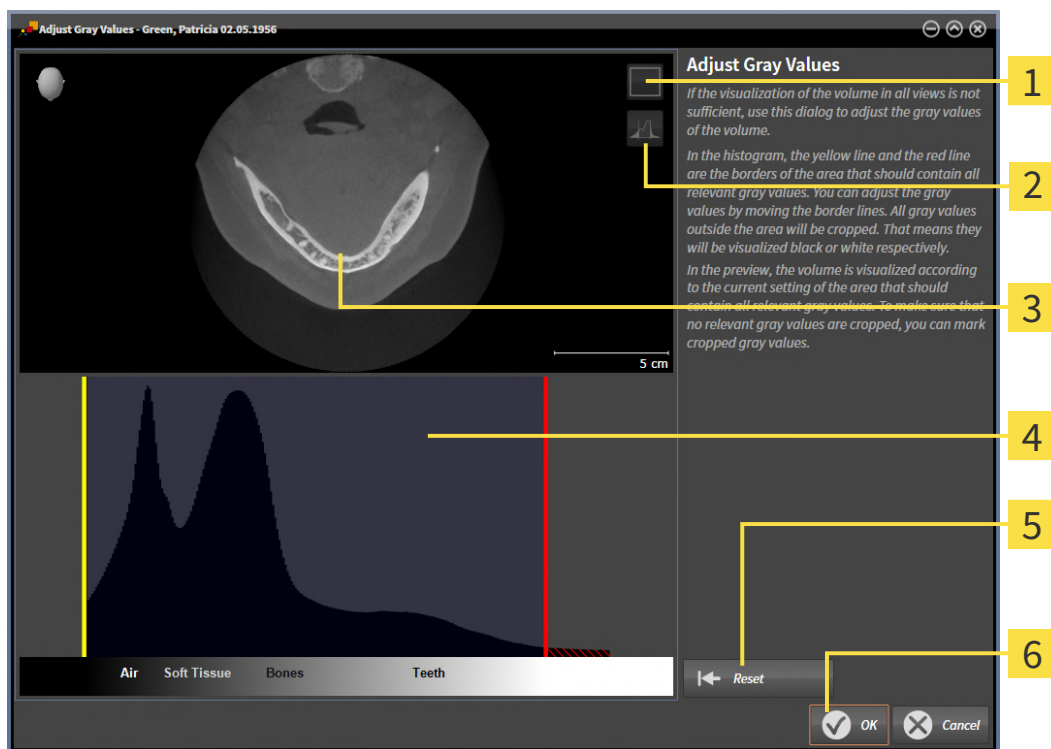 Adjust Gray Values - Green, Patricia 02.05.1956
Adjust Gray Values
If the visualization of the volume in all views is not
sufficient, use this dialog to adjust the gray values
of the volume.
In the histogram, the yellow line and the red line
are the borders of the area that should contain all
relevant gray values. You can adjust the gray
values by moving the border lines. All gray values
outside the area will be cropped. That means they
will be visualized black or white respectively.
In the preview, the volume is visualized according
to the current setting of the area that should
contain all relevant gray values. To make sure that
no relevant gray values are cropped, you can mark
cropped gray values.
5 cm
Air Soft Tissue Bones Teeth
Reset
OK Cancel
1
2
3
4
5
6